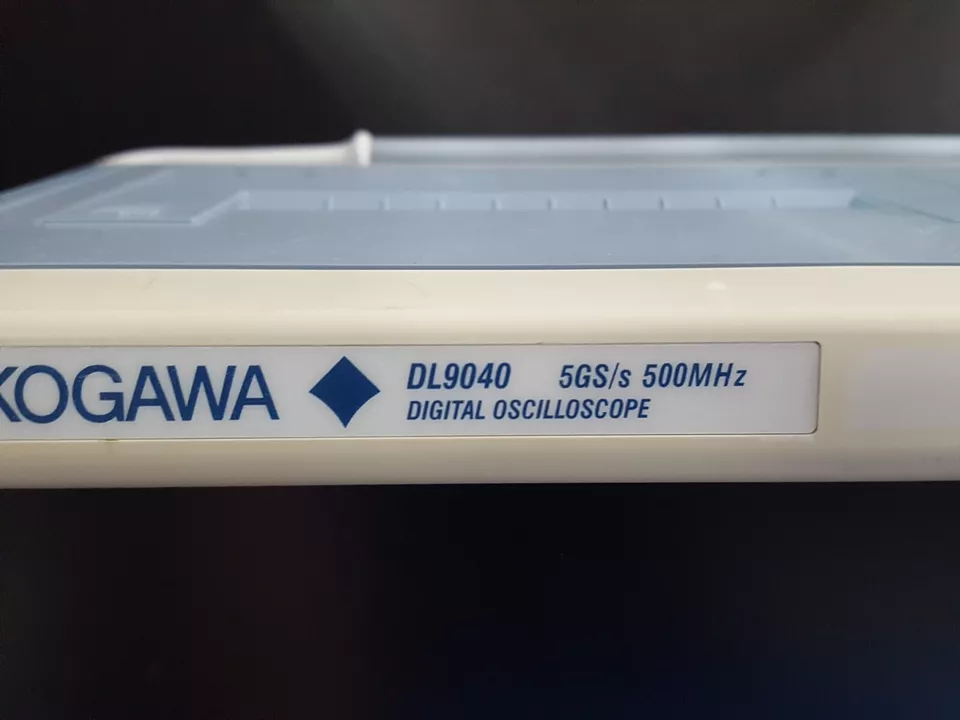 KOGAWA
DL9040 5GS/s 500MHz
DIGITAL OSCILLOSCOPE